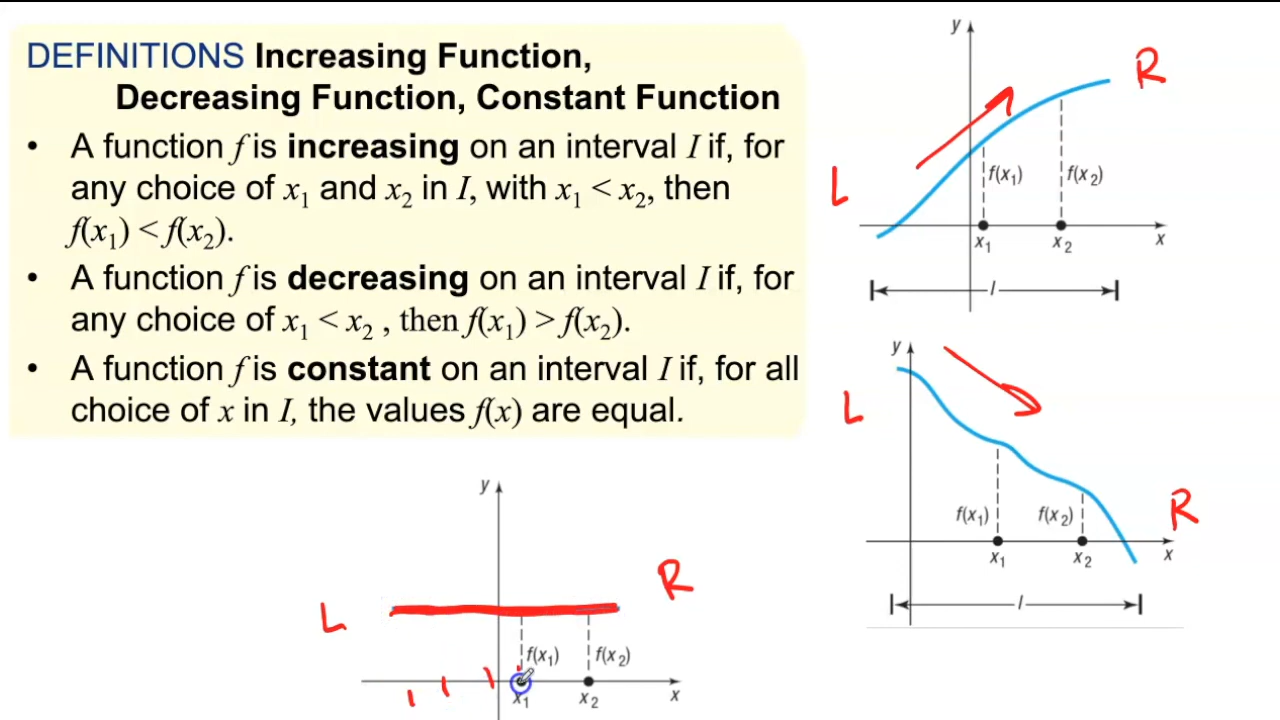 DEFINITIONS Increasing Function,
Decreasing Function, Constant Function
• A function f is increasing on an interval I if, for
any choice of x₁ and x₂ in I, with x₁ < x₂, then
f(x₁) < f(x₂).
• A function f is decreasing on an interval I if, for
any choice of x₁ < x₂ , then f(x₁) > f(x₂).
• A function f is constant on an interval I if, for all
choice of x in I, the values f(x) are equal.
y
R
L
f(x₁) f(x₂)
x₁ x₂ x
I
y
L
f(x₁) f(x₂)
R
x₁ x₂ x
I
y
R
L
f(x₁) f(x₂)
x₁ x₂ x